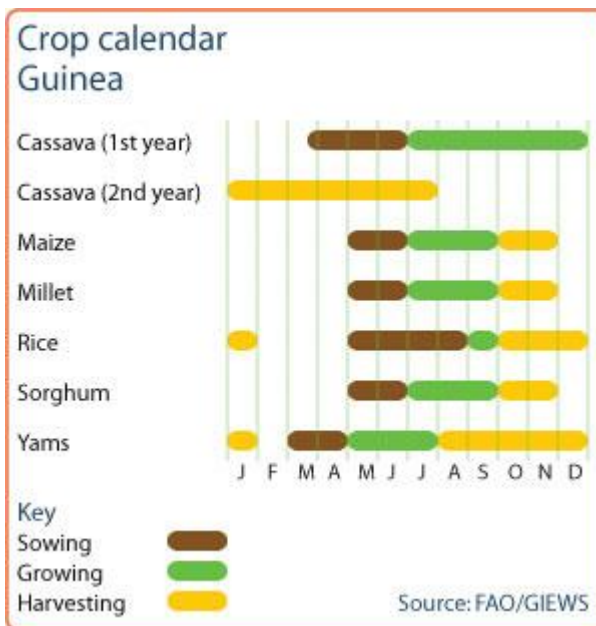 Crop calendar
Guinea
Cassava (1st year)
Cassava (2nd year)
Maize
Millet
Rice
Sorghum
Yams
J F M A M J J A S O N D
Key
Sowing
Growing
Harvesting
Source: FAO/GIEWS